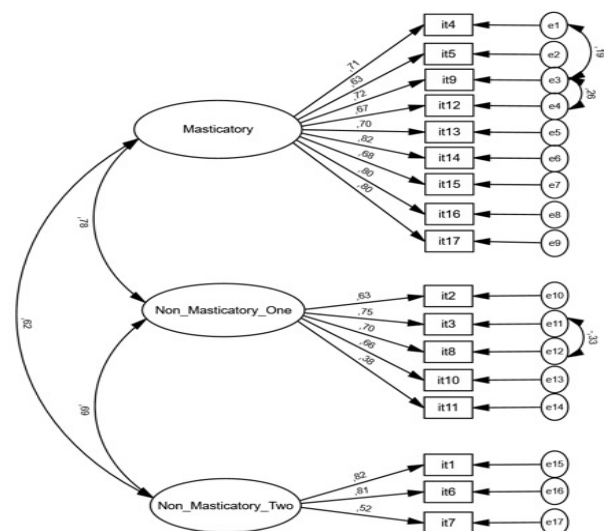 it4
e1
,71
,19
it5
e2
,63
it9
e3
,72
,26
it12
e4
,67
Masticatory
it13
e5
,70
it14
e6
,82
it15
e7
,68
it16
e8
,80
it17
e9
,80
,78
it2
e10
,63
Non_Masticatory_One
it3
e11
,75
it8
e12
,70
,33
it10
e13
,66
it11
e14
,38
,62
,69
it1
e15
,82
Non_Masticatory_Two
it6
e16
,81
it7
e17
,52